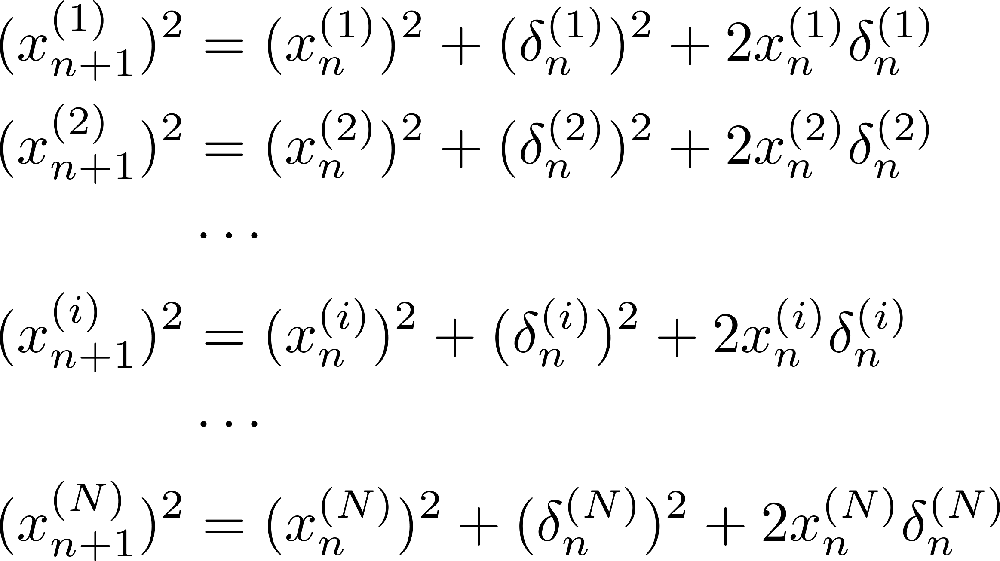 (x_{n+1}^{(1)})^2 = (x_n^{(1)})^2 + (δ_n^{(1)})^2 + 2x_n^{(1)}δ_n^{(1)}
(x_{n+1}^{(2)})^2 = (x_n^{(2)})^2 + (δ_n^{(2)})^2 + 2x_n^{(2)}δ_n^{(2)}
...
(x_{n+1}^{(i)})^2 = (x_n^{(i)})^2 + (δ_n^{(i)})^2 + 2x_n^{(i)}δ_n^{(i)}
...
(x_{n+1}^{(N)})^2 = (x_n^{(N)})^2 + (δ_n^{(N)})^2 + 2x_n^{(N)}δ_n^{(N)}